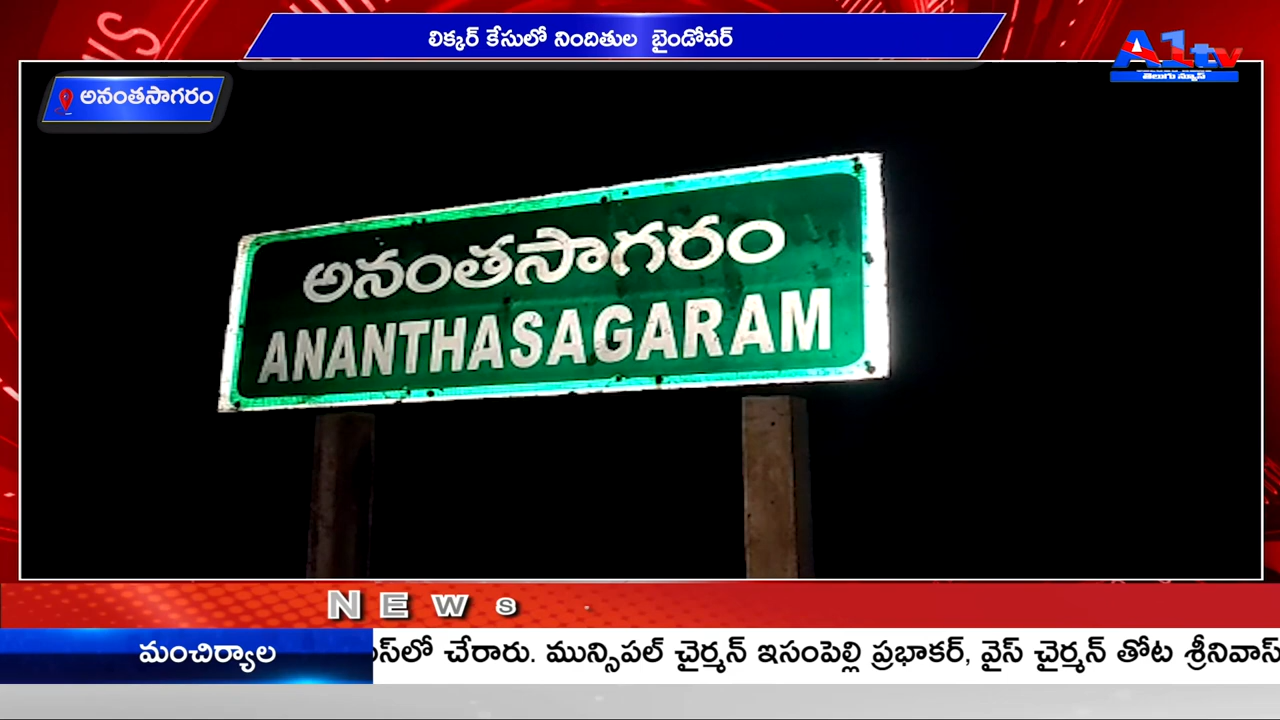 లిక్కర్ కేసులో నిందితుల బైండోవర్
A1tv
తెలుగు న్యూస్
అనంతసాగరం
అనంతసాగరం
ANANTHASAGARAM
NEWS
మంచిర్యాల
చేరారు. మున్సిపల్ చైర్మన్ ఇసంపెల్లి ప్రభాకర్, వైస్ చైర్మన్ తోట శ్రీనివాస్